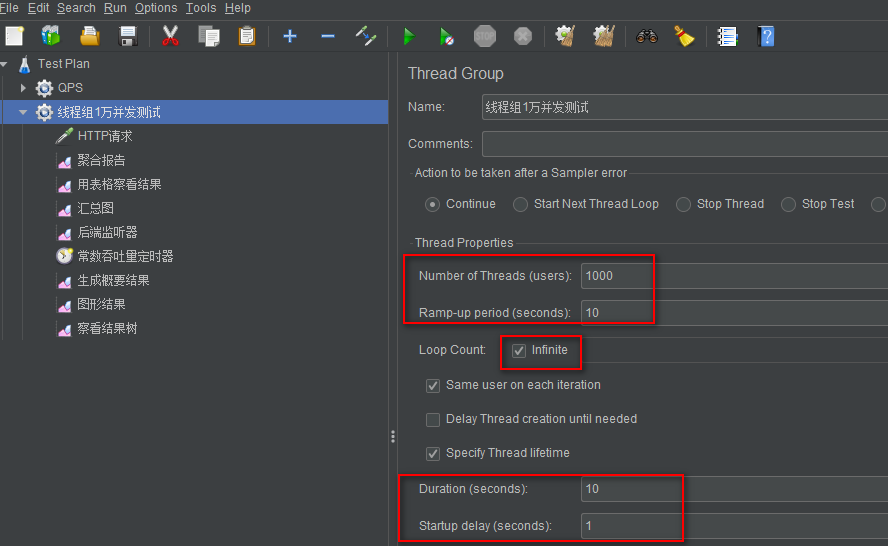 File Edit Search Run Options Tools Help
STOP
Test Plan
QPS
线程组1万并发测试
HTTP请求
聚合报告
用表格察看结果
汇总图
后端监听器
常数吞吐量定时器
生成概要结果
图形结果
察看结果树
Thread Group
Name: 线程组1万并发测试
Comments:
Action to be taken after a Sampler error
Continue Start Next Thread Loop Stop Thread Stop Test
Thread Properties
Number of Threads (users): 1000
Ramp-up period (seconds): 10
Loop Count: Infinite
Same user on each iteration
Delay Thread creation until needed
Specify Thread lifetime
Duration (seconds): 10
Startup delay (seconds): 1